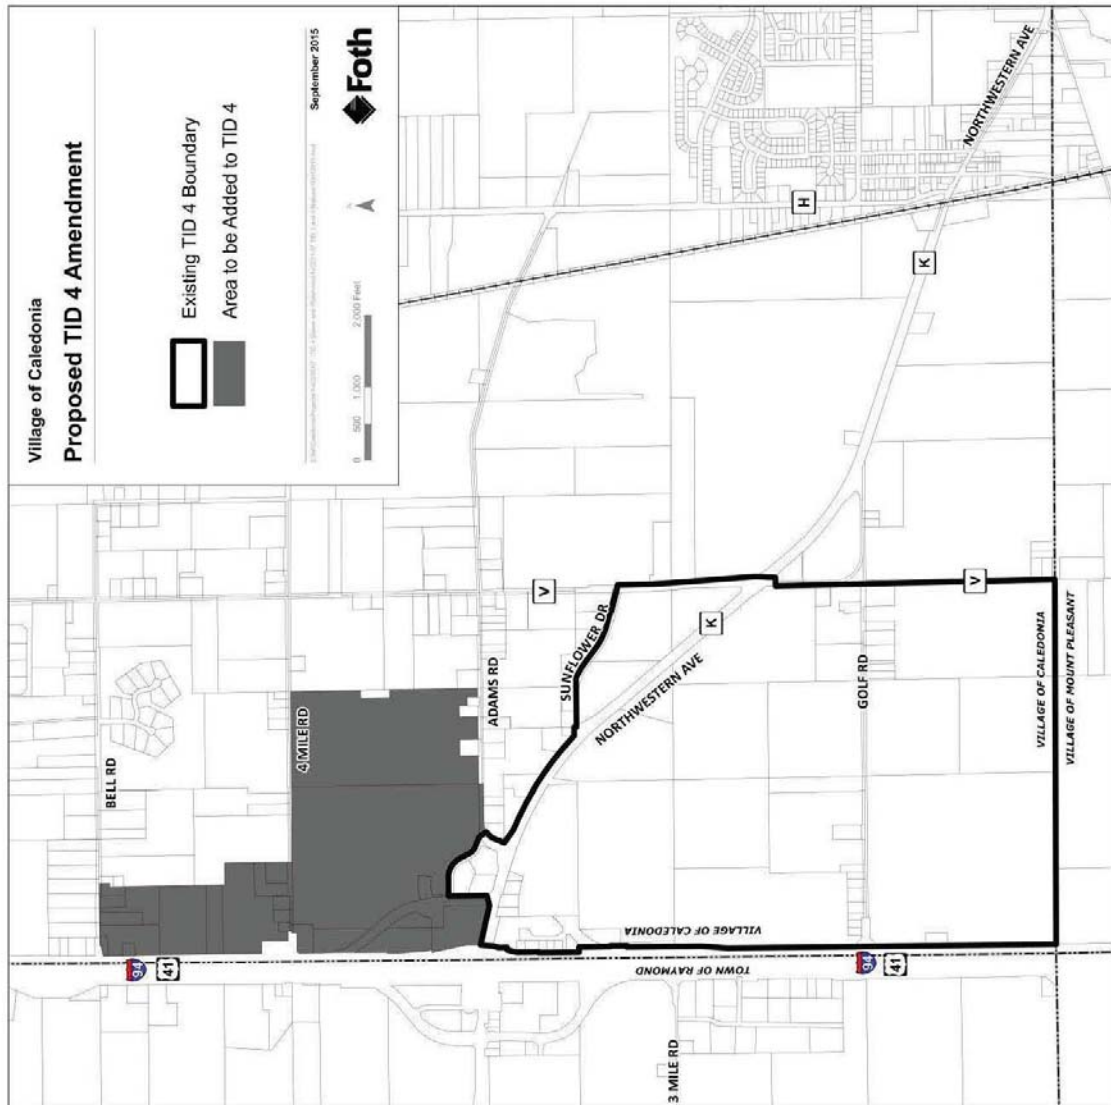 Village of Caledonia
Proposed TID 4 Amendment
Existing TID 4 Boundary
Area to be Added to TID 4
September 2015
0 500 1,000 2,000 Feet
Foth
BELL RD
4 MILE RD
ADAMS RD
SUNFLOWER DR
NORTHWESTERN AVE
NORTHWESTERN AVE
GOLF RD
3 MILE RD
VILLAGE OF CALEDONIA
TOWN OF RAYMOND
VILLAGE OF CALEDONIA
VILLAGE OF MOUNT PLEASANT
94
41
94
41
V
V
K
K
H